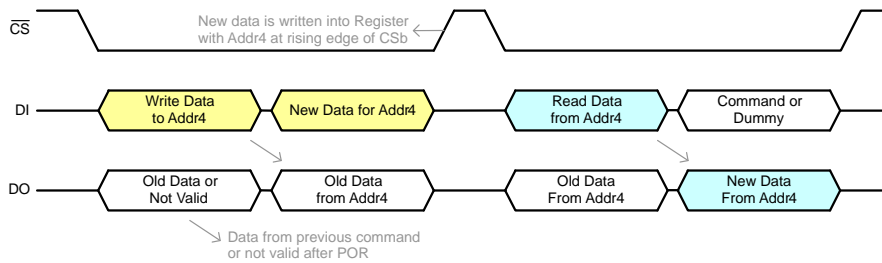 New data is written into Register
with Addr4 at rising edge of CSb
CS
DI
Write Data
to Addr4
New Data for Addr4
Read Data
from Addr4
Command or
Dummy
DO
Old Data or
Not Valid
Old Data
from Addr4
Old Data
From Addr4
New Data
From Addr4
Data from previous command
or not valid after POR